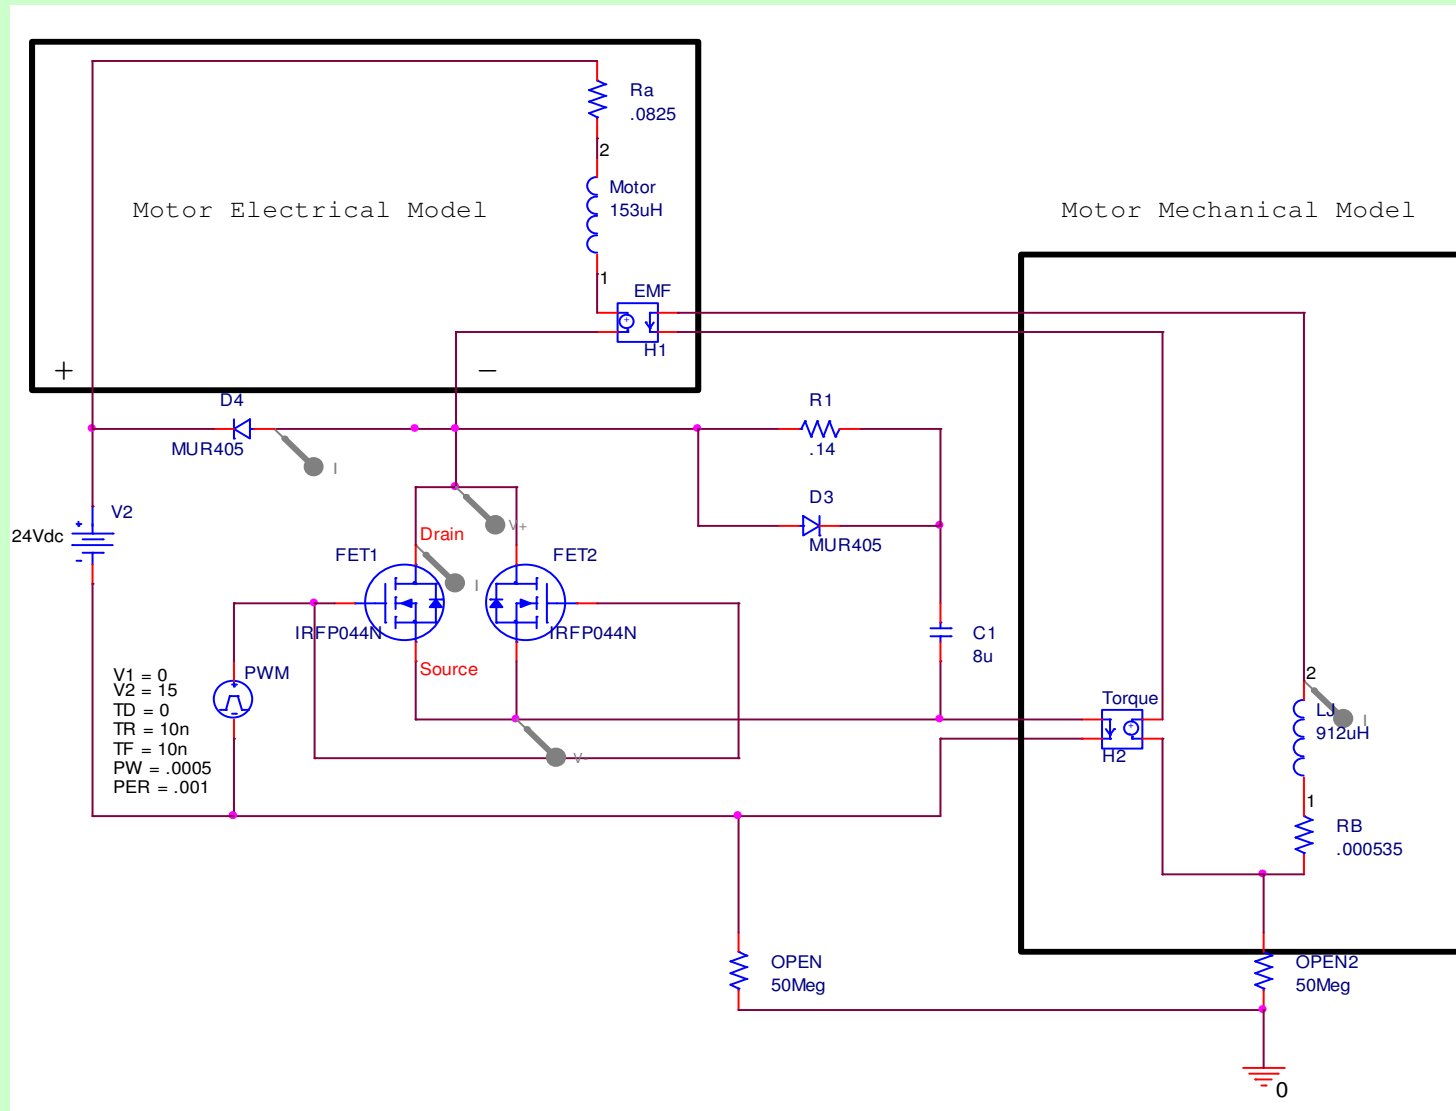 Ra
.0825
2
Motor
153uH
Motor Electrical Model
Motor Mechanical Model
1
EMF
H1
+
−
D4
MUR405
I
R1
.14
D3
MUR405
V2
+
-
24Vdc
Drain
V+
FET1
FET2
I
IRFP044N
IRFP044N
C1
8u
Source
PWM
V1 = 0
V2 = 15
TD = 0
TR = 10n
TF = 10n
PW = .0005
PER = .001
V-
Torque
H2
2
I
LJ
912uH
1
RB
.000535
OPEN
50Meg
OPEN2
50Meg
0